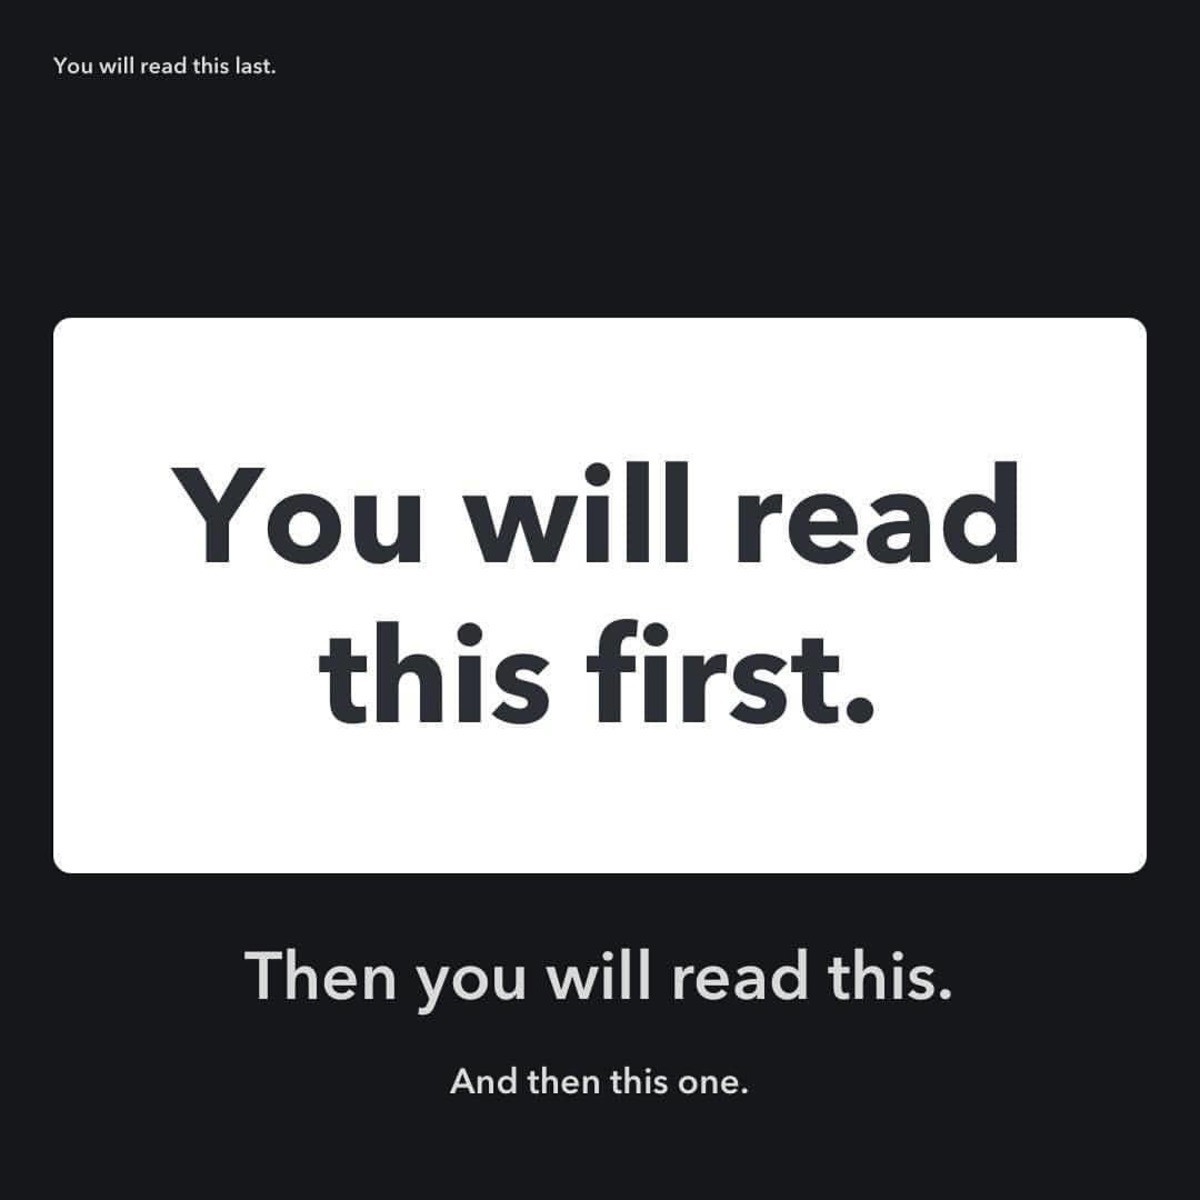 You will read this last.
You will read
this first.
Then you will read this.
And then this one.